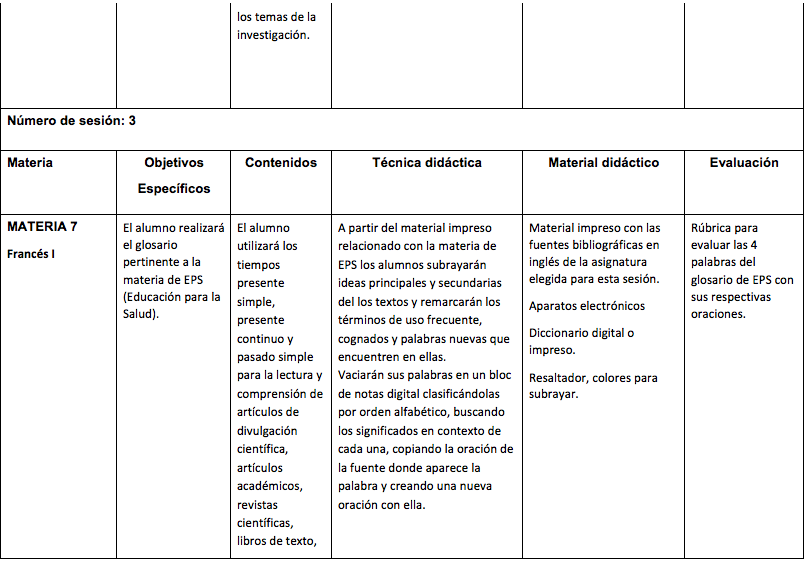 los temas de la
investigación.
Número de sesión: 3
Materia
Objetivos
Específicos
Contenidos
Técnica didáctica
Material didáctico
Evaluación
MATERIA 7
Francés I
El alumno realizará
el glosario
pertinente a la
materia de EPS
(Educación para la
Salud).
El alumno
utilizará los
tiempos
presente
simple,
presente
continuo y
pasado simple
para la lectura y
comprensión de
artículos de
divulgación
científica,
artículos
académicos,
revistas
científicas,
libros de texto,
A partir del material impreso
relacionado con la materia de
EPS los alumnos subrayarán
ideas principales y secundarias
del los textos y remarcarán los
términos de uso frecuente,
cognados y palabras nuevas que
encuentren en ellas.
Vaciarán sus palabras en un bloc
de notas digital clasificándolas
por orden alfabético, buscando
los significados en contexto de
cada una, copiando la oración de
la fuente donde aparece la
palabra y creando una nueva
oración con ella.
Material impreso con las
fuentes bibliográficas en
inglés de la asignatura
elegida para esta sesión.
Aparatos electrónicos
Diccionario digital o
impreso.
Resaltador, colores para
subrayar.
Rúbrica para
evaluar las 4
palabras del
glosario de EPS con
sus respectivas
oraciones.